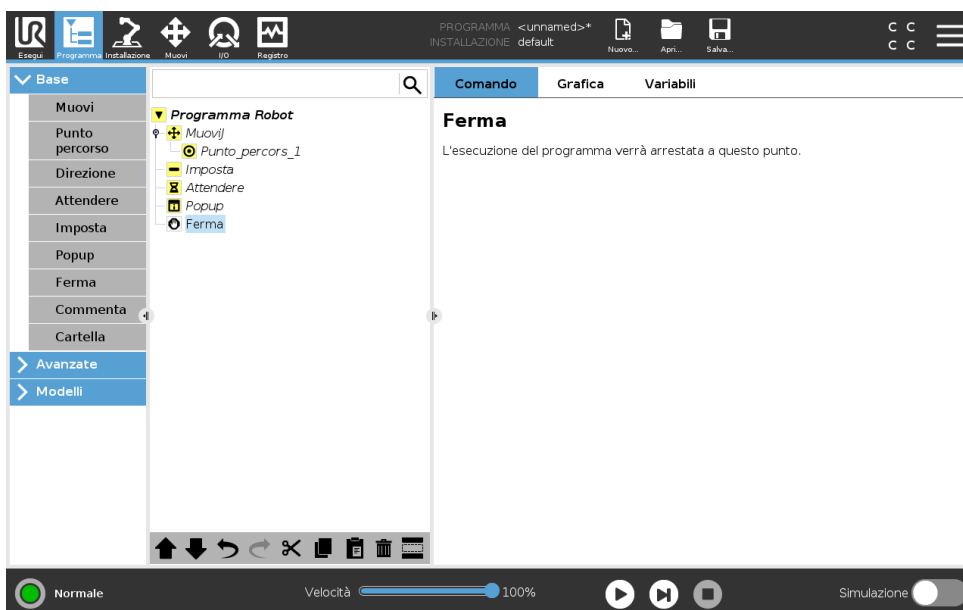 UR
PROGRAMMA <unnamed>*
INSTALLAZIONE default
Esegui
Programma
Installazione
Muovi
I/O
Registro
Nuovo...
Apri...
Salva...
C C
C C
Base
Muovi
Punto
percorso
Direzione
Attendere
Imposta
Popup
Ferma
Commenta
Cartella
Avanzate
Modelli
Programma Robot
MuoviJ
Punto_percors_1
Imposta
Attendere
Popup
Ferma
Comando
Grafica
Variabili
Ferma
L'esecuzione del programma verrà arrestata a questo punto.
Normale
Velocità
100%
Simulazione